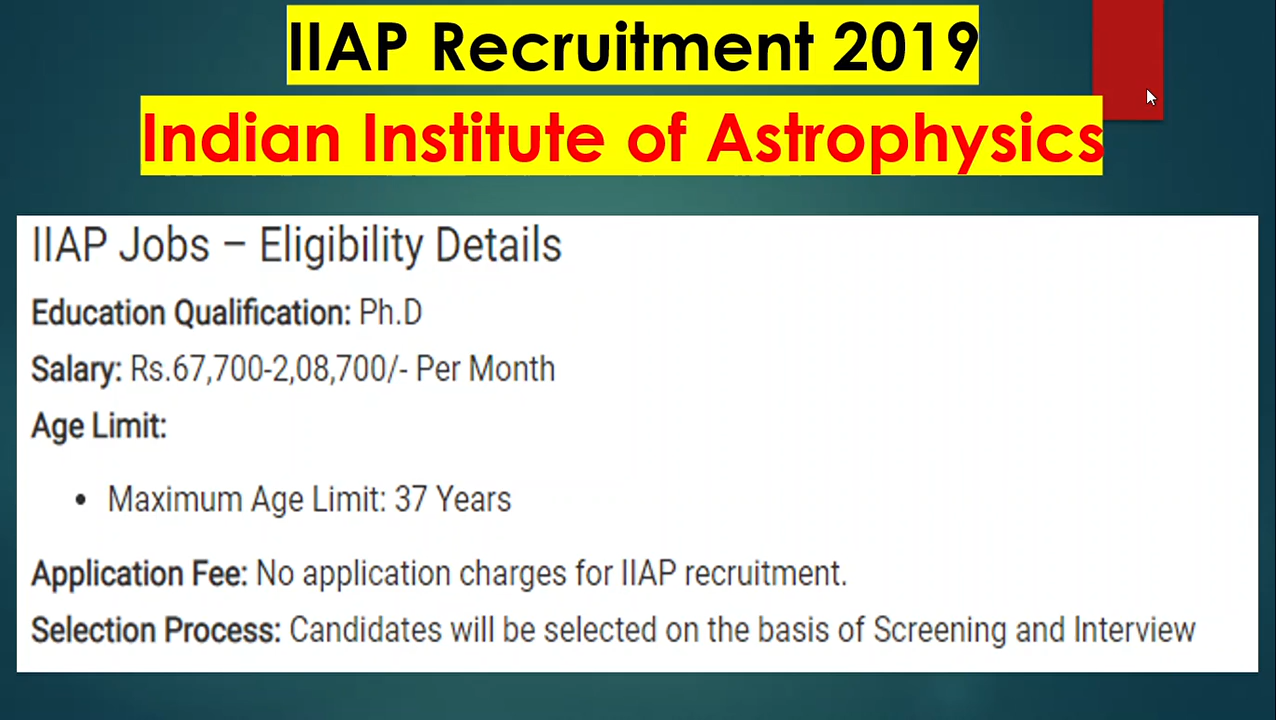 IIAP Recruitment 2019
Indian Institute of Astrophysics
IIAP Jobs – Eligibility Details
Education Qualification: Ph.D
Salary: Rs.67,700-2,08,700/- Per Month
Age Limit:
• Maximum Age Limit: 37 Years
Application Fee: No application charges for IIAP recruitment.
Selection Process: Candidates will be selected on the basis of Screening and Interview